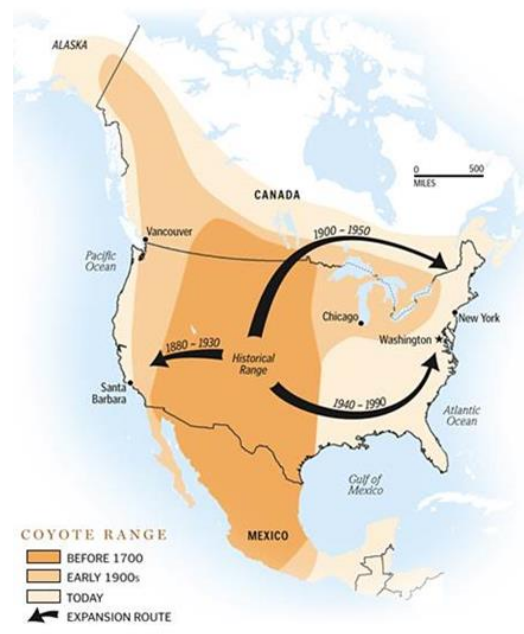 ALASKA
0 500
MILES
CANADA
1900 – 1950
Vancouver
Pacific
Ocean
New York
Chicago
Washington
1880 – 1930
Historical
Range
Santa
Barbara
1940 – 1990
Atlantic
Ocean
Gulf of
Mexico
COYOTE RANGE
MEXICO
BEFORE 1700
EARLY 1900s
TODAY
EXPANSION ROUTE